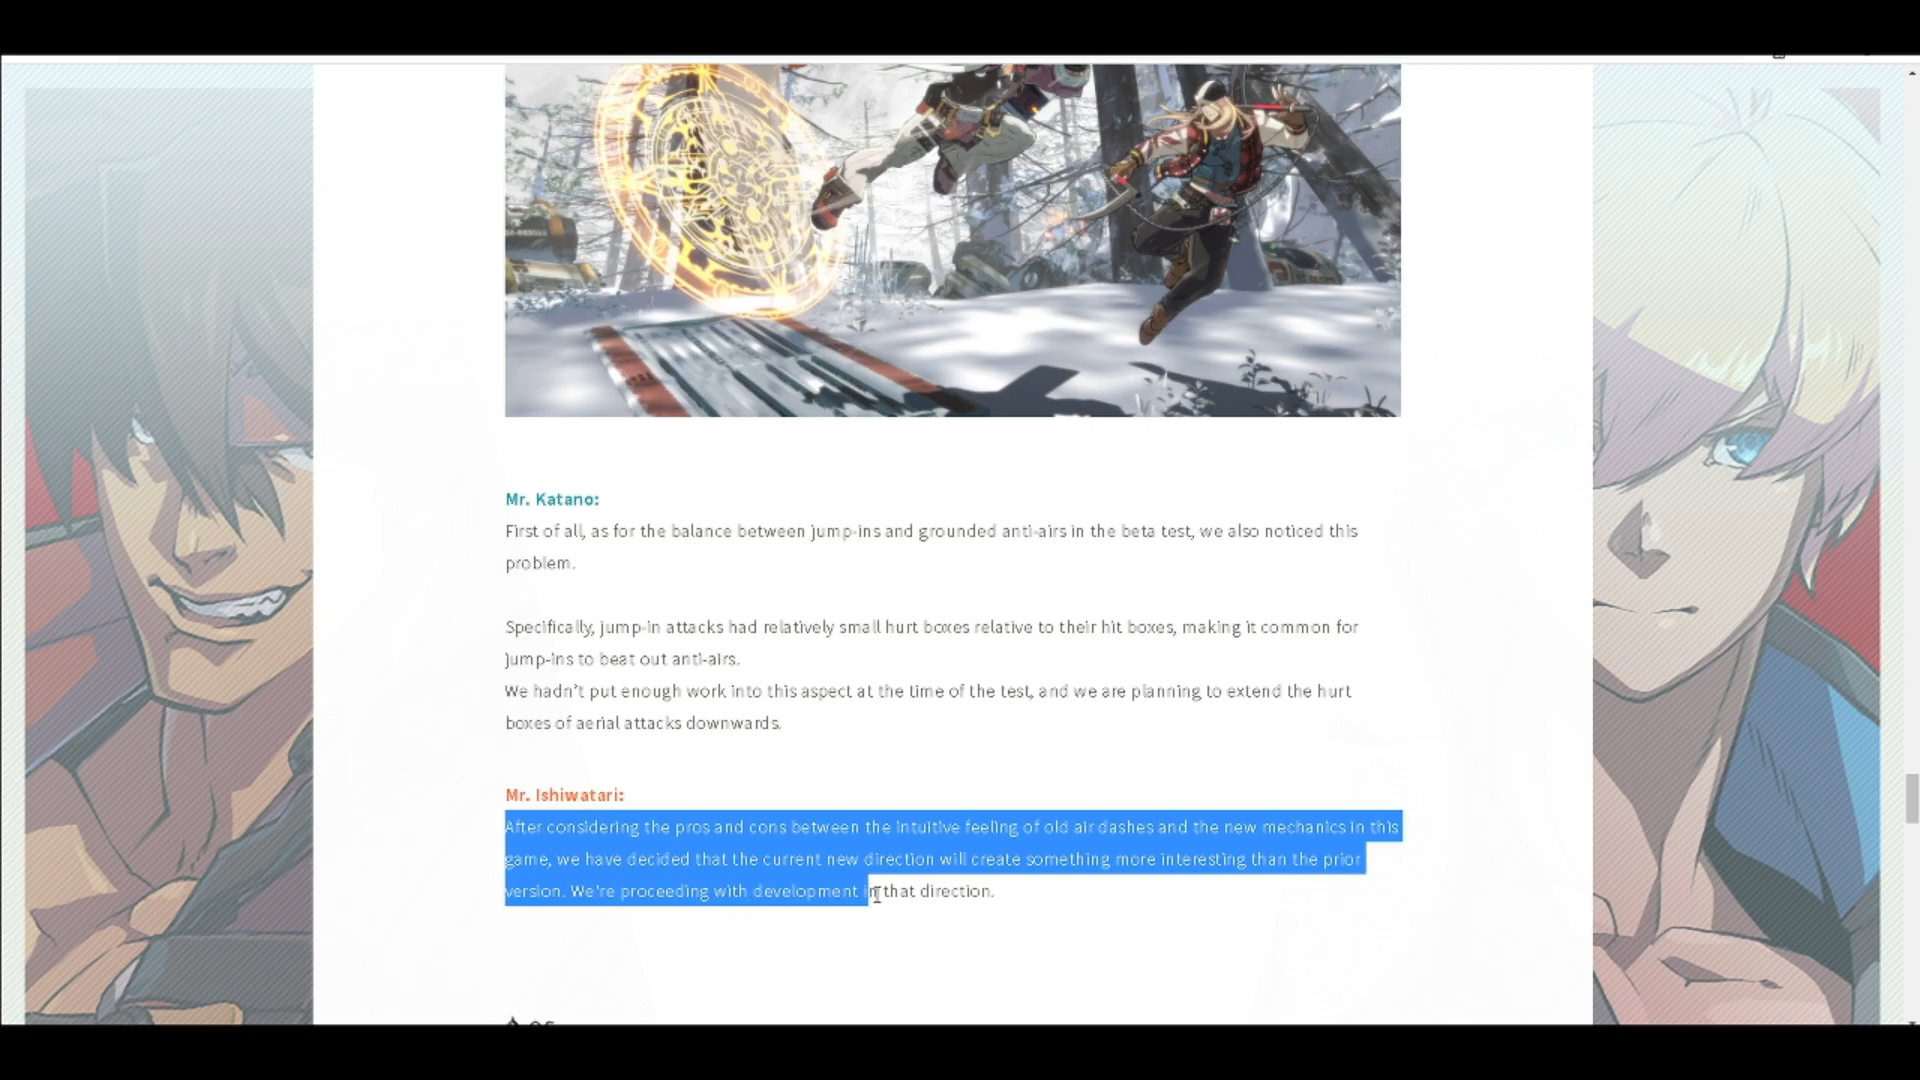 Mr. Katano:
First of all, as for the balance between jump-ins and grounded anti-airs in the beta test, we also noticed this
problem.
Specifically, jump-in attacks had relatively small hurt boxes relative to their hit boxes, making it common for
jump-ins to beat out anti-airs.
We hadn't put enough work into this aspect at the time of the test, and we are planning to extend the hurt
boxes of aerial attacks downwards.
Mr. Ishiwatari:
After considering the pros and cons between the intuitive feeling of old air dashes and the new mechanics in this
game, we have decided that the current new direction will create something more interesting than the prior
version. We're proceeding with development in that direction.